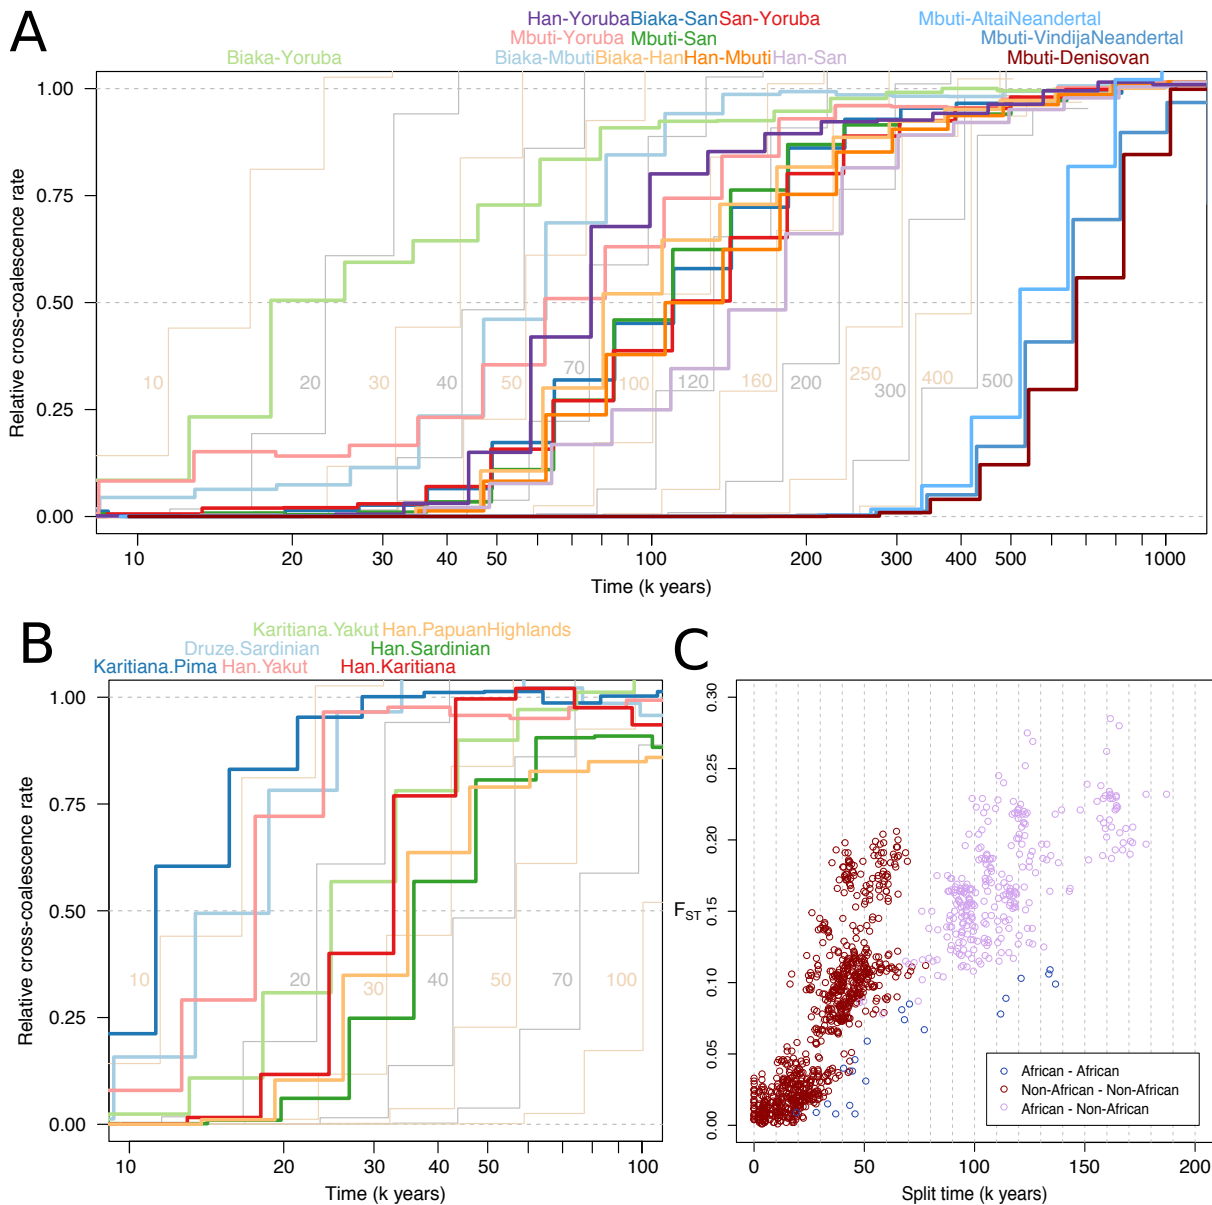 A
Han-Yoruba Biaka-San San-Yoruba Mbuti-AltaiNeandertal
Mbuti-Yoruba Mbuti-San Mbuti-VindijaNeandertal
Biaka-Yoruba Biaka-Mbuti Biaka-Han Han-Mbuti Han-San Mbuti-Denisovan
Relative cross-coalescence rate
1.00
0.75
0.50
0.25
0.00
10 20 30 40 50 70 100 120 160 200 250 300 400 500
10 20 30 40 50 100 200 300 400 500 1000
Time (k years)
B
Karitiana.Yakut Han.PapuanHighlands
Druze.Sardinian Han.Sardinian
Karitiana.Pima Han.Yakut Han.Karitiana
Relative cross-coalescence rate
1.00
0.75
0.50
0.25
0.00
10 20 30 40 50 70 100
10 20 30 40 50 100
Time (k years)
C
FST
0.30
0.25
0.20
0.15
0.10
0.05
0.00
African - African
Non-African - Non-African
African - Non-African
0 50 100 150 200
Split time (k years)